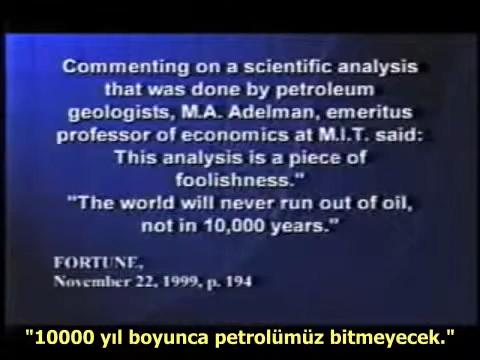 Commenting on a scientific analysis
that was done by petroleum
geologists, M.A. Adelman, emeritus
professor of economics at M.I.T. said:
This analysis is a piece of
foolishness."
"The world will never run out of oil,
not in 10,000 years."
FORTUNE,
November 22, 1999, p. 194
"10000 yıl boyunca petrolümüz bitmeyecek."